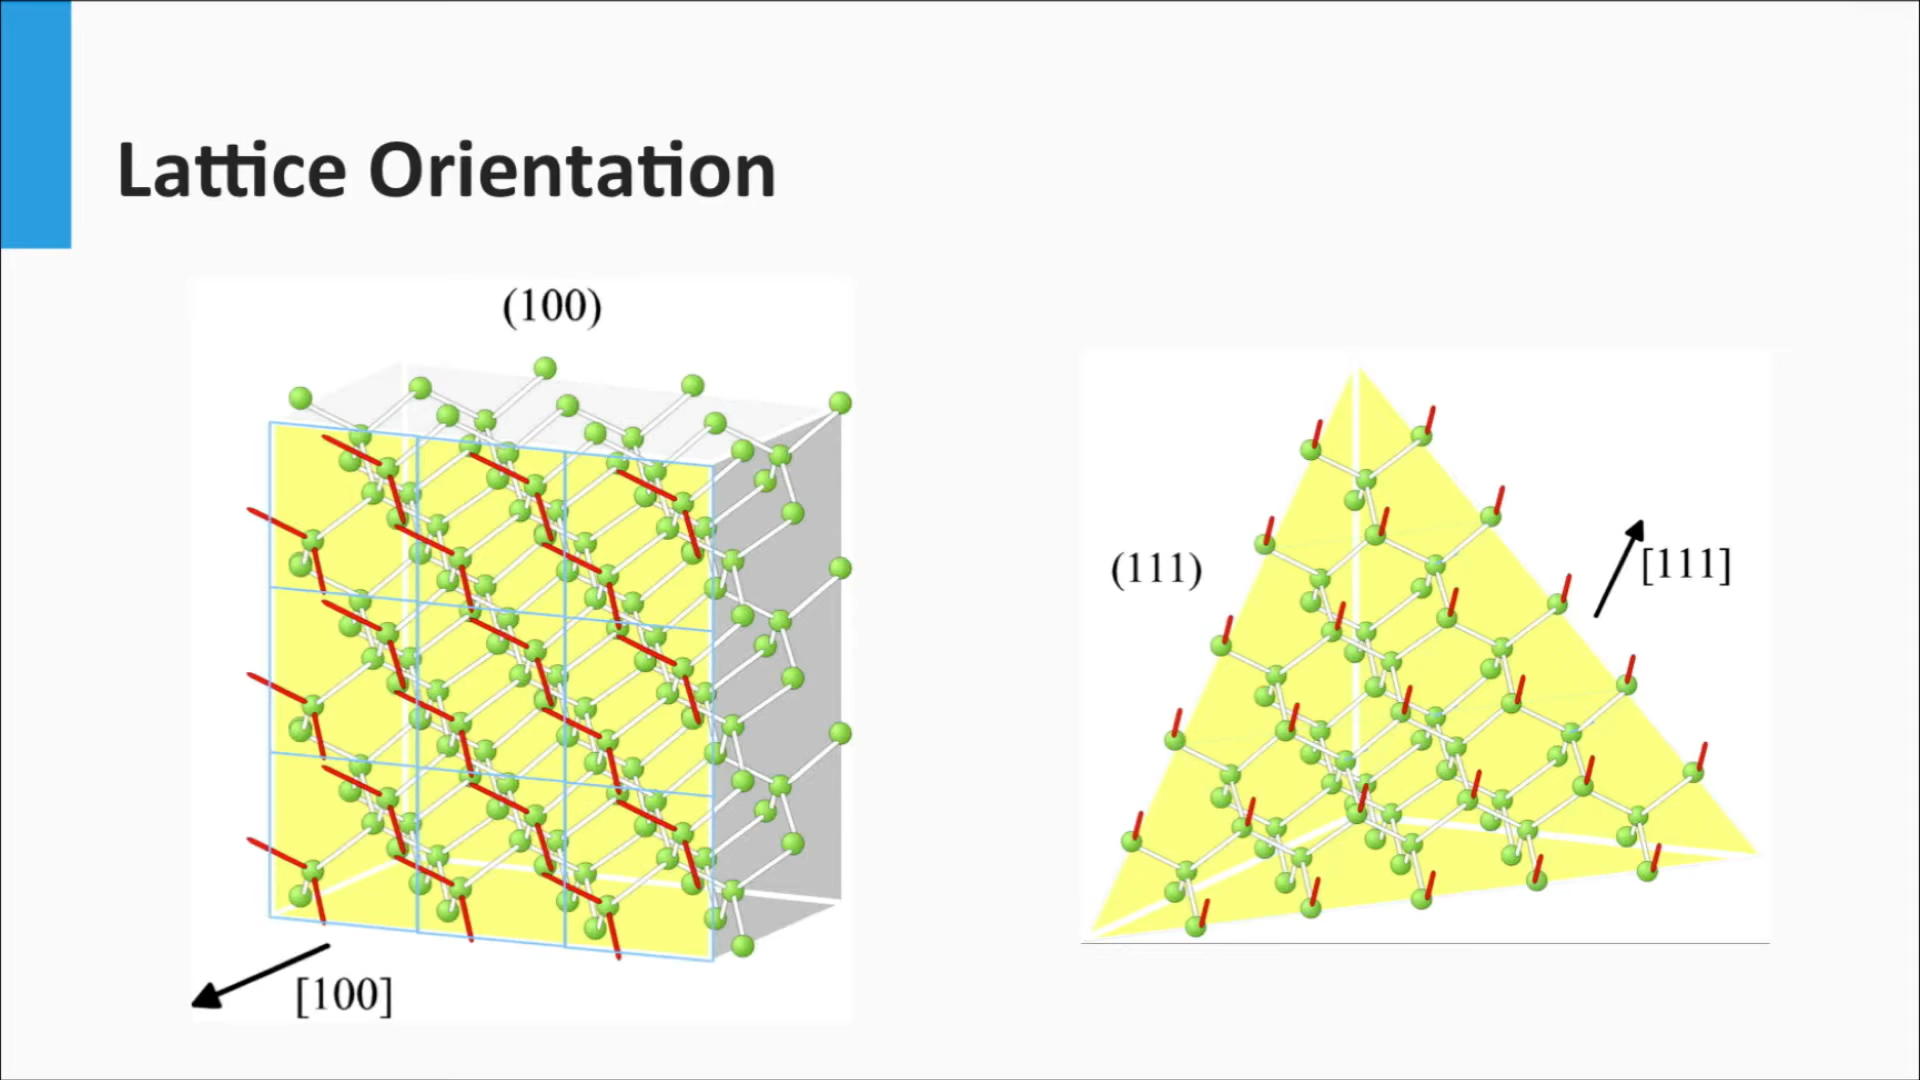 Lattice Orientation
(100)
(111)
[111]
[100]